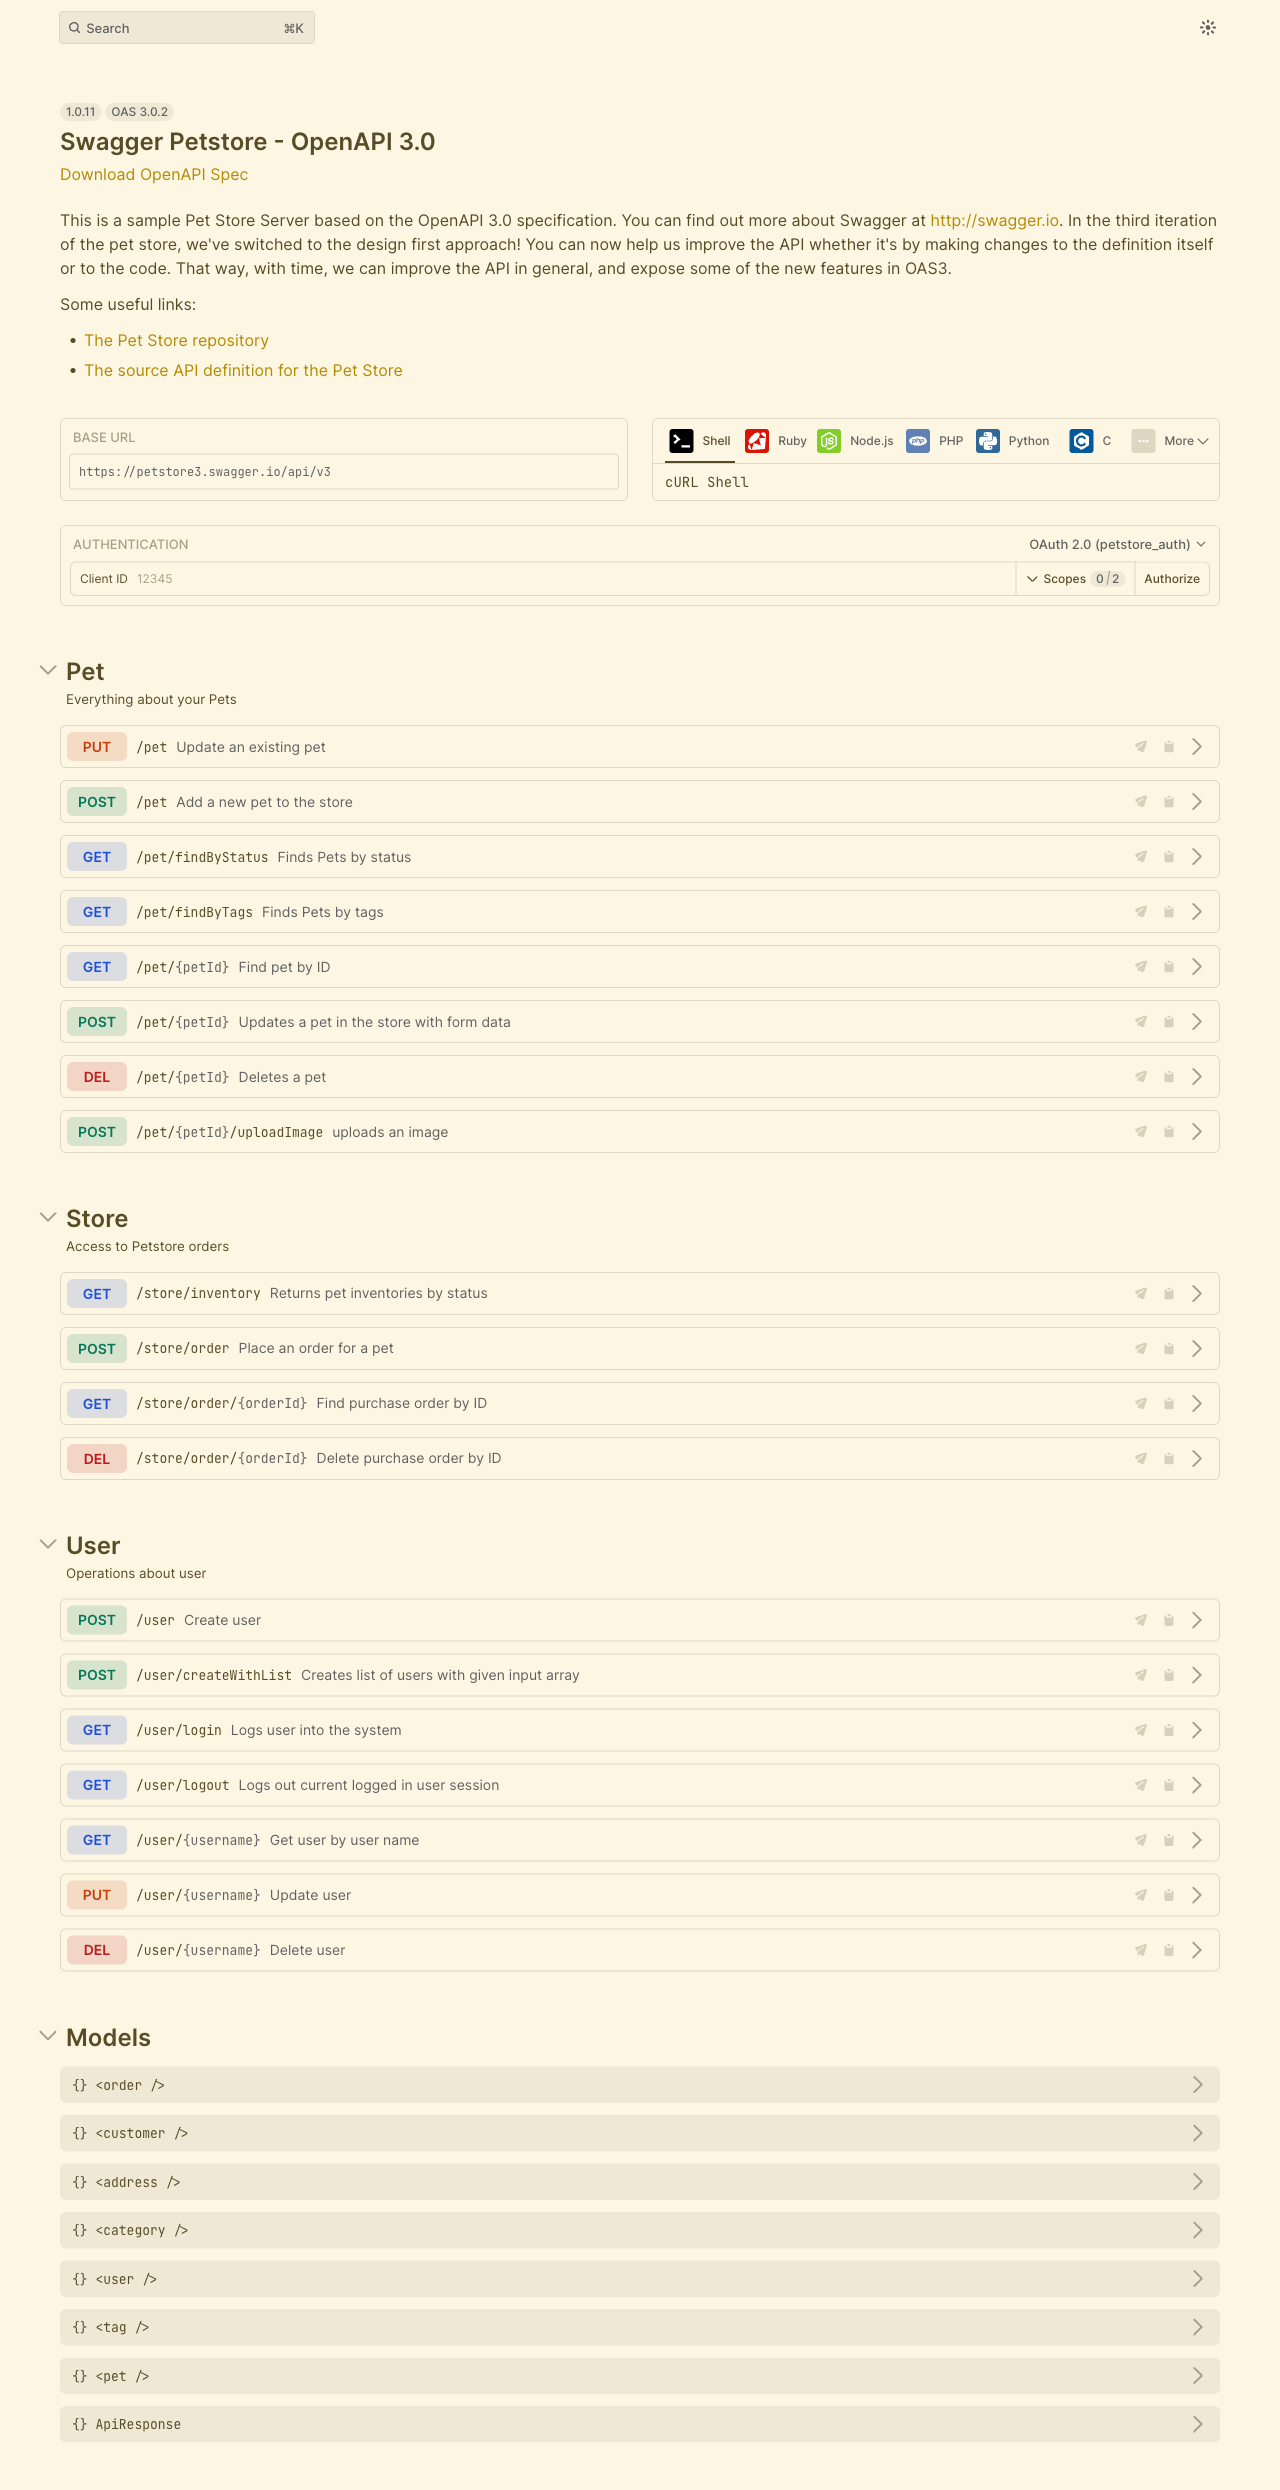 Search ⌘K
1.0.11 OAS 3.0.2
Swagger Petstore - OpenAPI 3.0
Download OpenAPI Spec
This is a sample Pet Store Server based on the OpenAPI 3.0 specification. You can find out more about Swagger at http://swagger.io. In the third iteration
of the pet store, we've switched to the design first approach! You can now help us improve the API whether it's by making changes to the definition itself
or to the code. That way, with time, we can improve the API in general, and expose some of the new features in OAS3.
Some useful links:
• The Pet Store repository
• The source API definition for the Pet Store
BASE URL
https://petstore3.swagger.io/api/v3
Shell Ruby Node.js php PHP Python C More
cURL Shell
AUTHENTICATION OAuth 2.0 (petstore_auth)
Client ID 12345 Scopes 0/2 Authorize
Pet
Everything about your Pets
PUT /pet Update an existing pet
POST /pet Add a new pet to the store
GET /pet/findByStatus Finds Pets by status
GET /pet/findByTags Finds Pets by tags
GET /pet/{petId} Find pet by ID
POST /pet/{petId} Updates a pet in the store with form data
DEL /pet/{petId} Deletes a pet
POST /pet/{petId}/uploadImage uploads an image
Store
Access to Petstore orders
GET /store/inventory Returns pet inventories by status
POST /store/order Place an order for a pet
GET /store/order/{orderId} Find purchase order by ID
DEL /store/order/{orderId} Delete purchase order by ID
User
Operations about user
POST /user Create user
POST /user/createWithList Creates list of users with given input array
GET /user/login Logs user into the system
GET /user/logout Logs out current logged in user session
GET /user/{username} Get user by user name
PUT /user/{username} Update user
DEL /user/{username} Delete user
Models
{} <order />
{} <customer />
{} <address />
{} <category />
{} <user />
{} <tag />
{} <pet />
{} ApiResponse